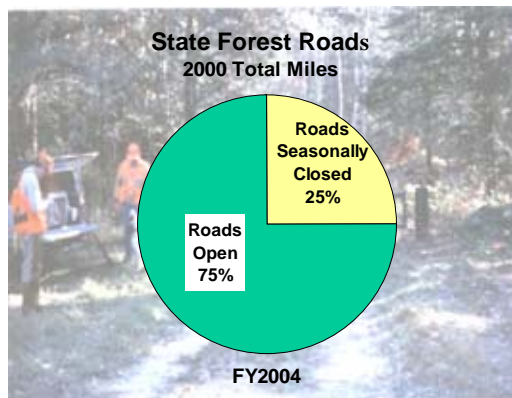 State Forest Roads
2000 Total Miles
Roads
Seasonally
Closed
25%
Roads
Open
75%
FY2004